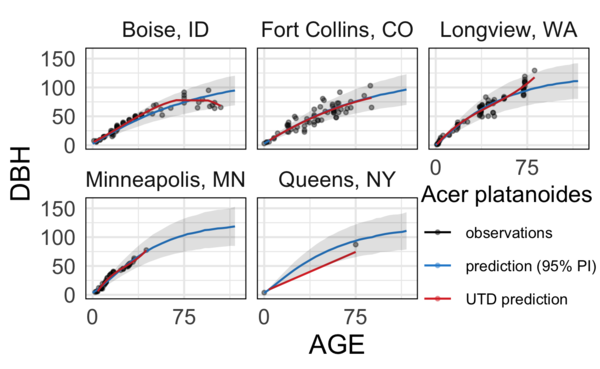 Boise, ID
Fort Collins, CO
Longview, WA
150
100
50
0
DBH
75
Minneapolis, MN
Queens, NY
Acer platanoides
150
100
50
0
observations
prediction (95% PI)
UTD prediction
0
75
0
75
AGE